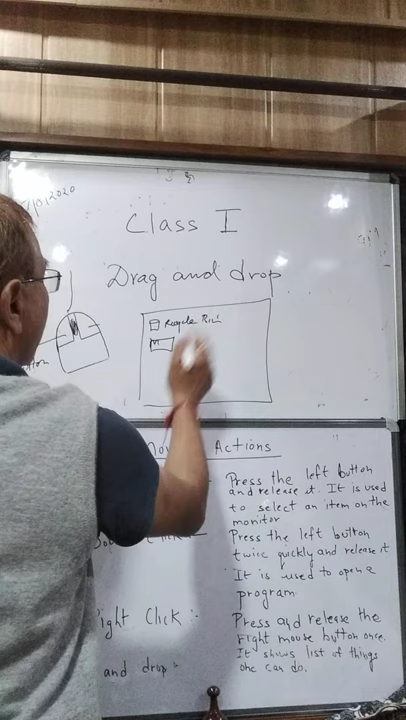 /01/2020
Class I
Drag and drop
Recycle Bin
M
Actions
Press the left button
and release it. It is used
to select an item on the
monitor
Press the left button
twice quickly and release it
It is used to open a
program.
ight Click :-
Press and release the
right mouse button once.
It shows list of things
one can do.
and drop :-